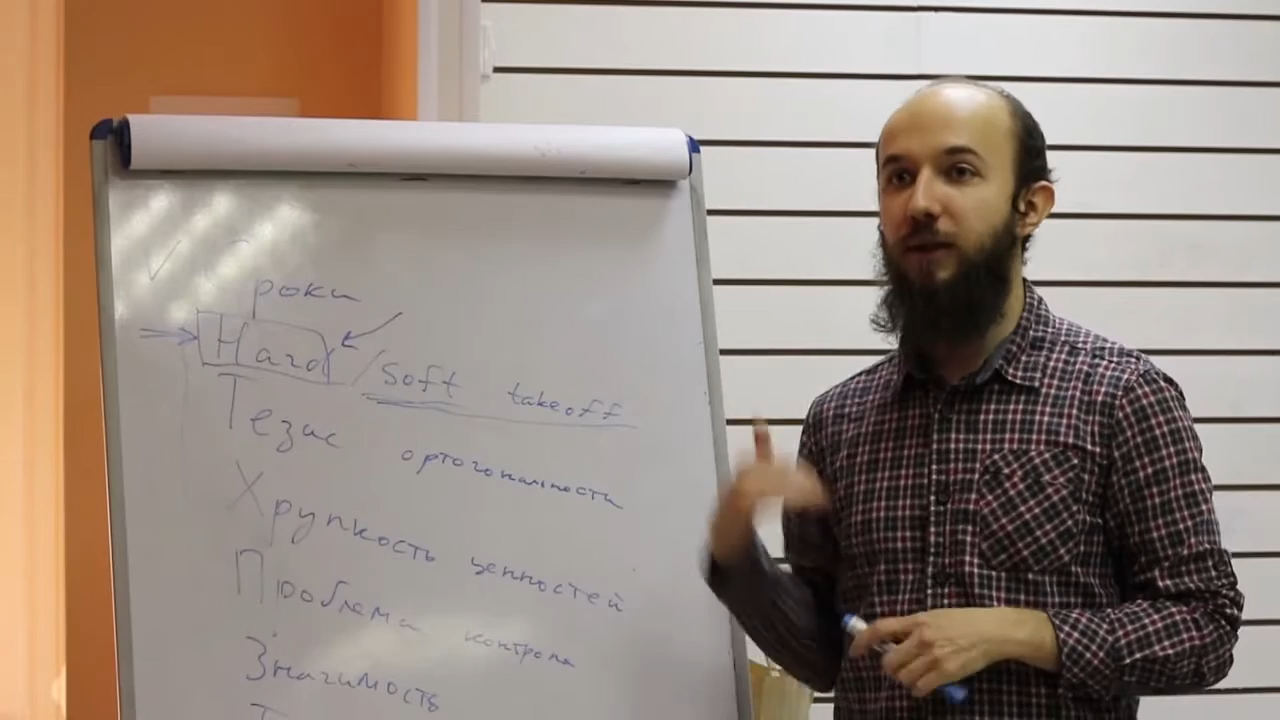 роки
Hard / Soft takeoff
Тезис ортогональности
Хрупкость ценностей
Проблема контроля
Значимость